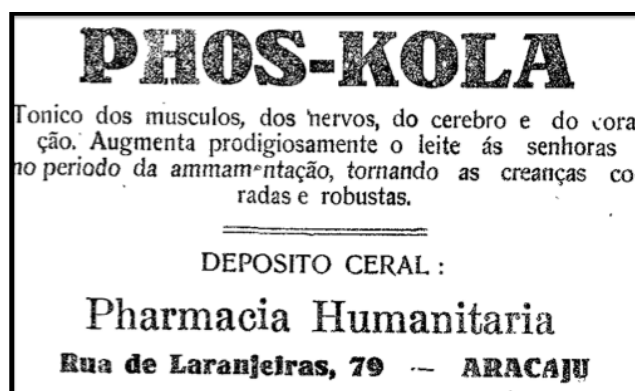 PHOS-KOLA
Tonico dos musculos, dos nervos, do cerebro e do cora-
ção. Augmenta prodigiosamente o leite ás senhoras
no periodo da ammamentação, tornando as creanças co-
radas e robustas.
DEPOSITO CERAL :
Pharmacia Humanitaria
Rua de Laranjeiras, 79 — ARACAJU